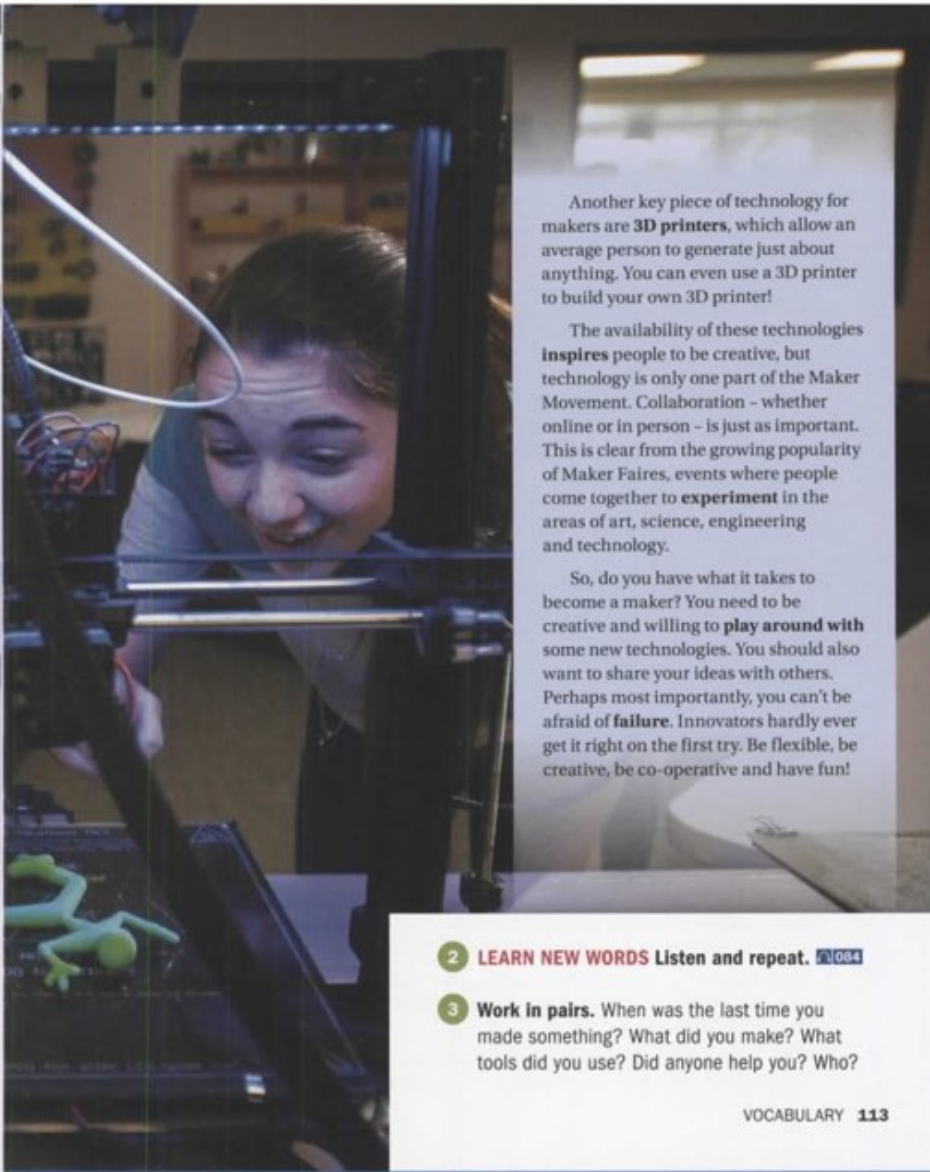 Another key piece of technology for
makers are 3D printers, which allow an
average person to generate just about
anything. You can even use a 3D printer
to build your own 3D printer!
The availability of these technologies
inspires people to be creative, but
technology is only one part of the Maker
Movement. Collaboration – whether
online or in person – is just as important.
This is clear from the growing popularity
of Maker Faires, events where people
come together to experiment in the
areas of art, science, engineering
and technology.
So, do you have what it takes to
become a maker? You need to be
creative and willing to play around with
some new technologies. You should also
want to share your ideas with others.
Perhaps most importantly, you can't be
afraid of failure. Innovators hardly ever
get it right on the first try. Be flexible, be
creative, be co-operative and have fun!
2 LEARN NEW WORDS Listen and repeat. 084
3 Work in pairs. When was the last time you
made something? What did you make? What
tools did you use? Did anyone help you? Who?
VOCABULARY 113